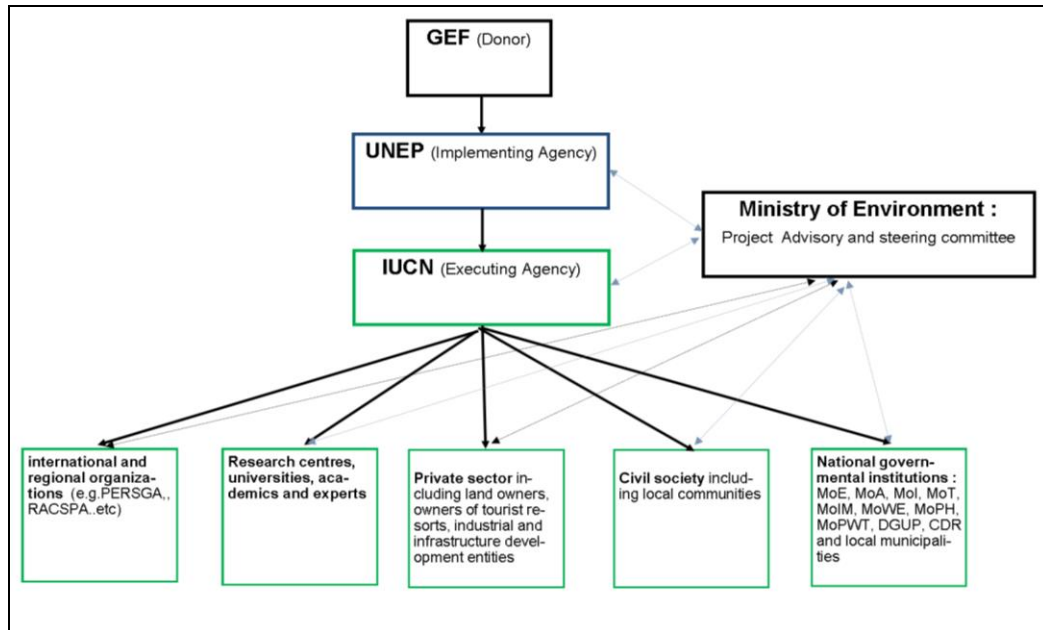 GEF (Donor)
UNEP (Implementing Agency)
Ministry of Environment :
Project Advisory and steering committee
IUCN (Executing Agency)
international and
regional organiza-
tions (e.g.PERSGA,,
RACSPA..etc)
Research centres,
universities, aca-
demics and experts
Private sector in-
cluding land owners,
owners of tourist re-
sorts, industrial and
infrastructure devel-
opment entities
Civil society includ-
ing local communities
National govern-
mental institutions :
MoE, MoA, MoI, MoT,
MoIM, MoWE, MoPH,
MoPWT, DGUP, CDR
and local municipali-
ties